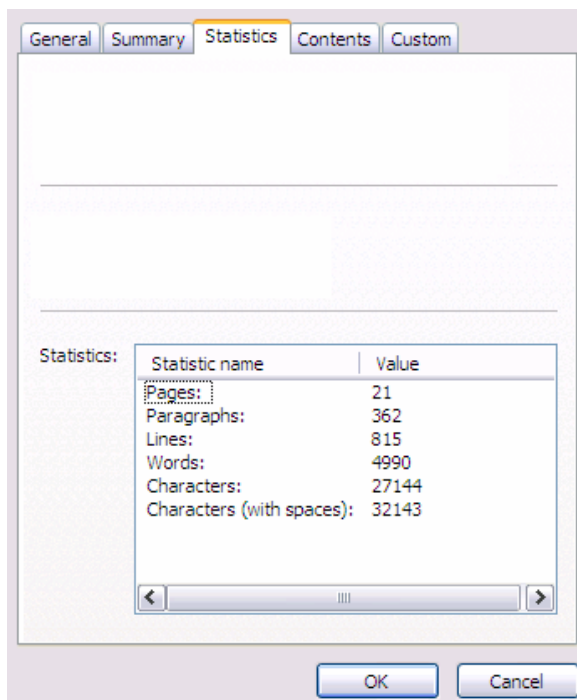 General Summary Statistics Contents Custom
Statistics:
Statistic name Value
Pages: 21
Paragraphs: 362
Lines: 815
Words: 4990
Characters: 27144
Characters (with spaces): 32143
OK Cancel